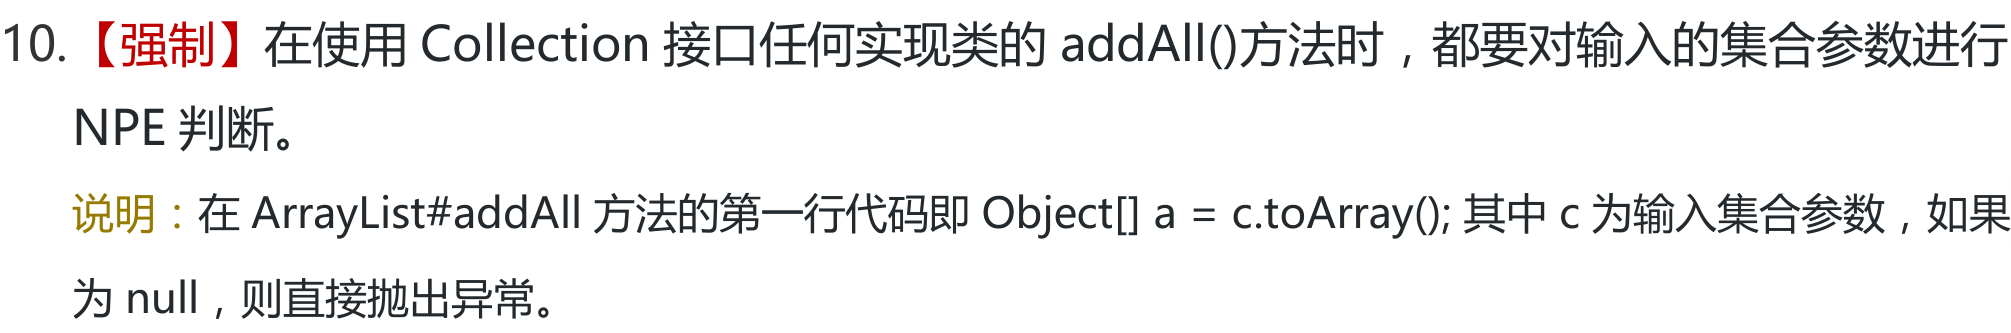 10.【强制】在使用 Collection 接口任何实现类的 addAll()方法时，都要对输入的集合参数进行
NPE 判断。
说明：在 ArrayList#addAll 方法的第一行代码即 Object[] a = c.toArray(); 其中 c 为输入集合参数，如果
为 null，则直接抛出异常。